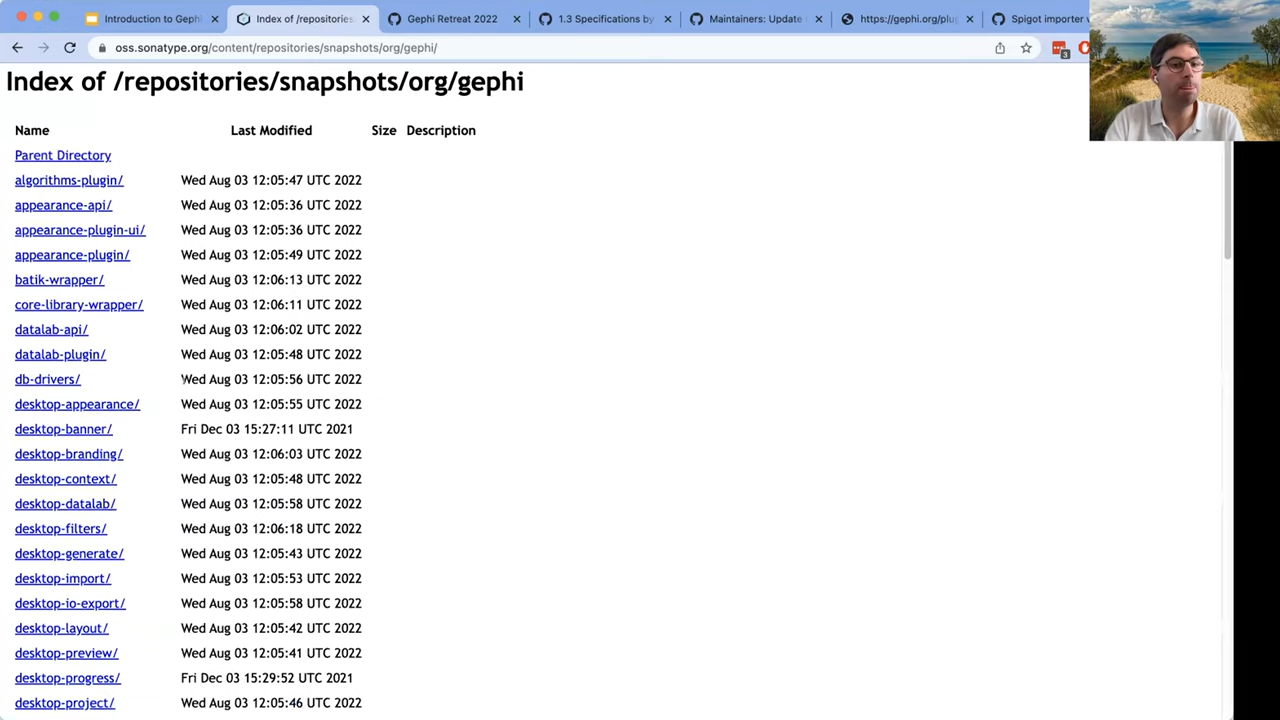 Introduction to Geph
Index of /repositories
Gephi Retreat 2022
1.3 Specifications by
Maintainers: Update
https://gephi.org/plu
Spigot importer
oss.sonatype.org/content/repositories/snapshots/org/gephi/
3
Index of /repositories/snapshots/org/gephi
Name Last Modified Size Description
Parent Directory
algorithms-plugin/ Wed Aug 03 12:05:47 UTC 2022
appearance-api/ Wed Aug 03 12:05:36 UTC 2022
appearance-plugin-ui/ Wed Aug 03 12:05:36 UTC 2022
appearance-plugin/ Wed Aug 03 12:05:49 UTC 2022
batik-wrapper/ Wed Aug 03 12:06:13 UTC 2022
core-library-wrapper/ Wed Aug 03 12:06:11 UTC 2022
datalab-api/ Wed Aug 03 12:06:02 UTC 2022
datalab-plugin/ Wed Aug 03 12:05:48 UTC 2022
db-drivers/ Wed Aug 03 12:05:56 UTC 2022
desktop-appearance/ Wed Aug 03 12:05:55 UTC 2022
desktop-banner/ Fri Dec 03 15:27:11 UTC 2021
desktop-branding/ Wed Aug 03 12:06:03 UTC 2022
desktop-context/ Wed Aug 03 12:05:48 UTC 2022
desktop-datalab/ Wed Aug 03 12:05:58 UTC 2022
desktop-filters/ Wed Aug 03 12:06:18 UTC 2022
desktop-generate/ Wed Aug 03 12:05:43 UTC 2022
desktop-import/ Wed Aug 03 12:05:53 UTC 2022
desktop-io-export/ Wed Aug 03 12:05:58 UTC 2022
desktop-layout/ Wed Aug 03 12:05:42 UTC 2022
desktop-preview/ Wed Aug 03 12:05:41 UTC 2022
desktop-progress/ Fri Dec 03 15:29:52 UTC 2021
desktop-project/ Wed Aug 03 12:05:46 UTC 2022